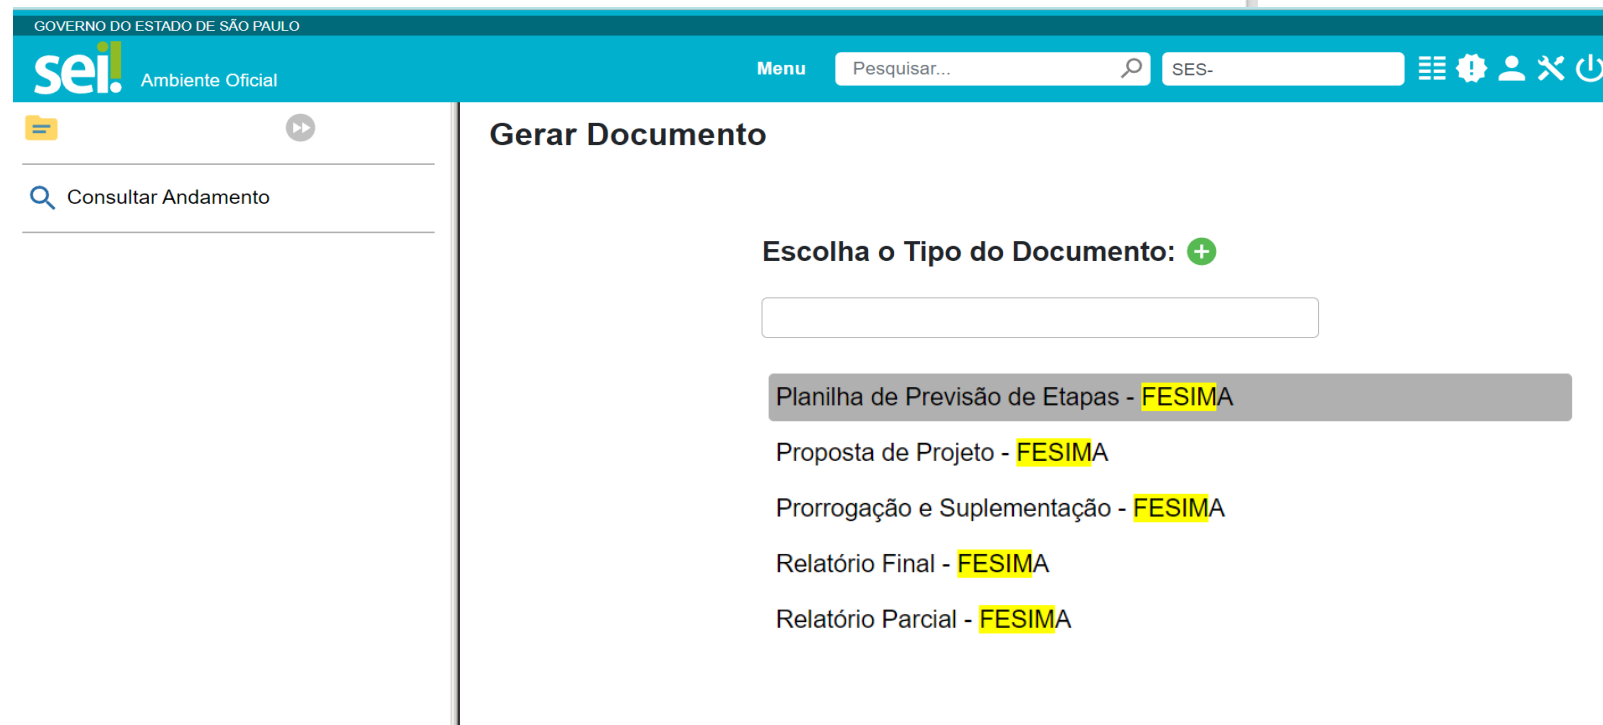 GOVERNO DO ESTADO DE SÃO PAULO
sei!
Ambiente Oficial
Menu
Pesquisar...
SES-
Consultar Andamento
Gerar Documento
Escolha o Tipo do Documento:
Planilha de Previsão de Etapas - FESIMA
Proposta de Projeto - FESIMA
Prorrogação e Suplementação - FESIMA
Relatório Final - FESIMA
Relatório Parcial - FESIMA